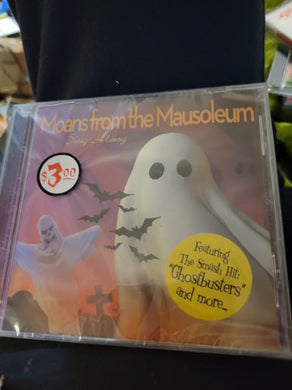 Moans from the Mausoleum
Sing Along
$3.00
Featuring
The Smash Hit:
"Ghostbusters"
and more...